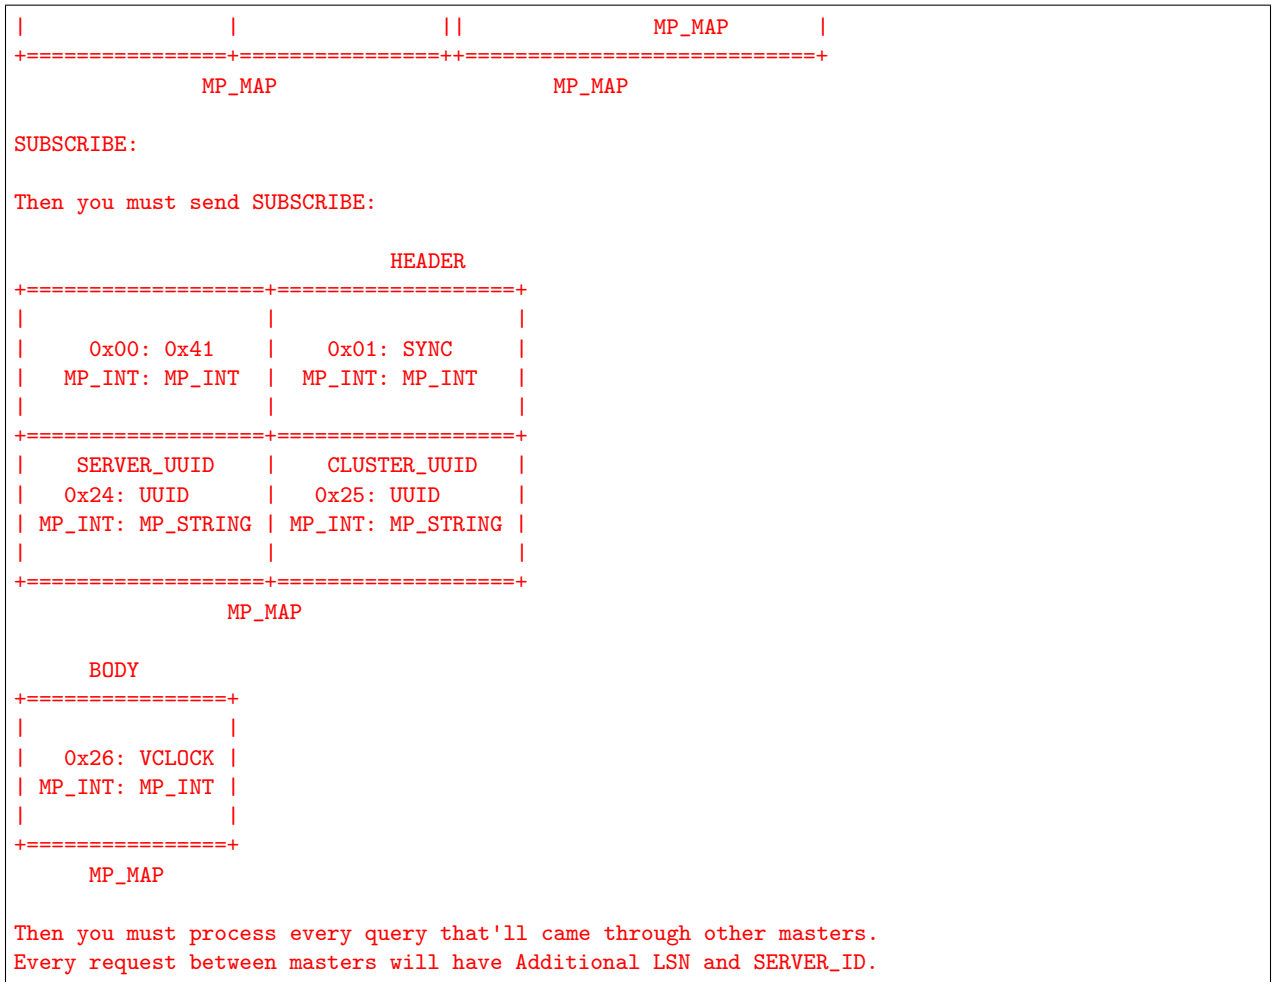 |                |                ||               MP_MAP       |
+================+================++============================+
               MP_MAP                      MP_MAP

SUBSCRIBE:

Then you must send SUBSCRIBE:

                              HEADER
+===================+===================+
|                   |                   |
|     0x00: 0x41    |    0x01: SYNC     |
|   MP_INT: MP_INT  |  MP_INT: MP_INT   |
|                   |                   |
+===================+===================+
|    SERVER_UUID    |    CLUSTER_UUID   |
|   0x24: UUID      |   0x25: UUID      |
| MP_INT: MP_STRING | MP_INT: MP_STRING |
|                   |                   |
+===================+===================+
                 MP_MAP

      BODY
+================+
|                |
|   0x26: VCLOCK |
| MP_INT: MP_INT |
|                |
+================+
      MP_MAP

Then you must process every query that'll came through other masters.
Every request between masters will have Additional LSN and SERVER_ID.